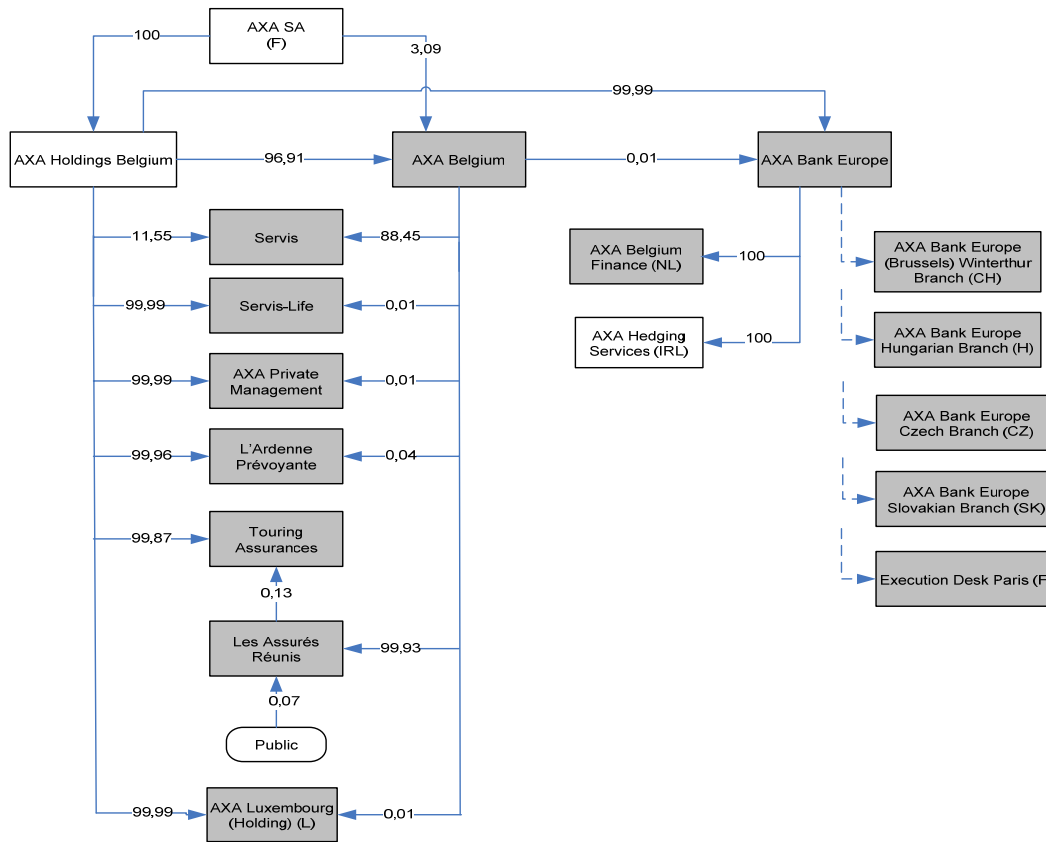 AXA SA
(F)
100
3,09
99,99
AXA Holdings Belgium
96,91
AXA Belgium
0,01
AXA Bank Europe
11,55
Servis
88,45
AXA Belgium
Finance (NL)
100
AXA Bank Europe
(Brussels) Winterthur
Branch (CH)
99,99
Servis-Life
0,01
AXA Hedging
Services (IRL)
100
AXA Bank Europe
Hungarian Branch (H)
99,99
AXA Private
Management
0,01
AXA Bank Europe
Czech Branch (CZ)
99,96
L'Ardenne
Prévoyante
0,04
AXA Bank Europe
Slovakian Branch (SK)
99,87
Touring
Assurances
0,13
Execution Desk Paris (F
Les Assurés
Réunis
99,93
0,07
Public
99,99
AXA Luxembourg
(Holding) (L)
0,01